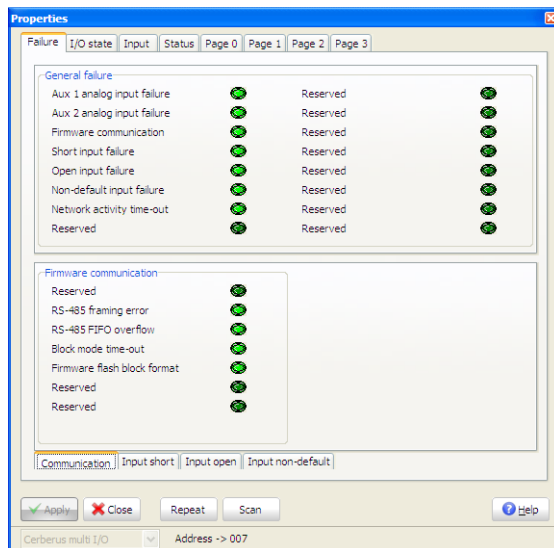 Properties
Failure I/O state Input Status Page 0 Page 1 Page 2 Page 3
General failure
Aux 1 analog input failure Reserved
Aux 2 analog input failure Reserved
Firmware communication Reserved
Short input failure Reserved
Open input failure Reserved
Non-default input failure Reserved
Network activity time-out Reserved
Reserved Reserved
Firmware communication
Reserved
RS-485 framing error
RS-485 FIFO overflow
Block mode time-out
Firmware flash block format
Reserved
Reserved
Communication Input short Input open Input non-default
Apply Close Repeat Scan Help
Cerberus multi I/O Address -> 007